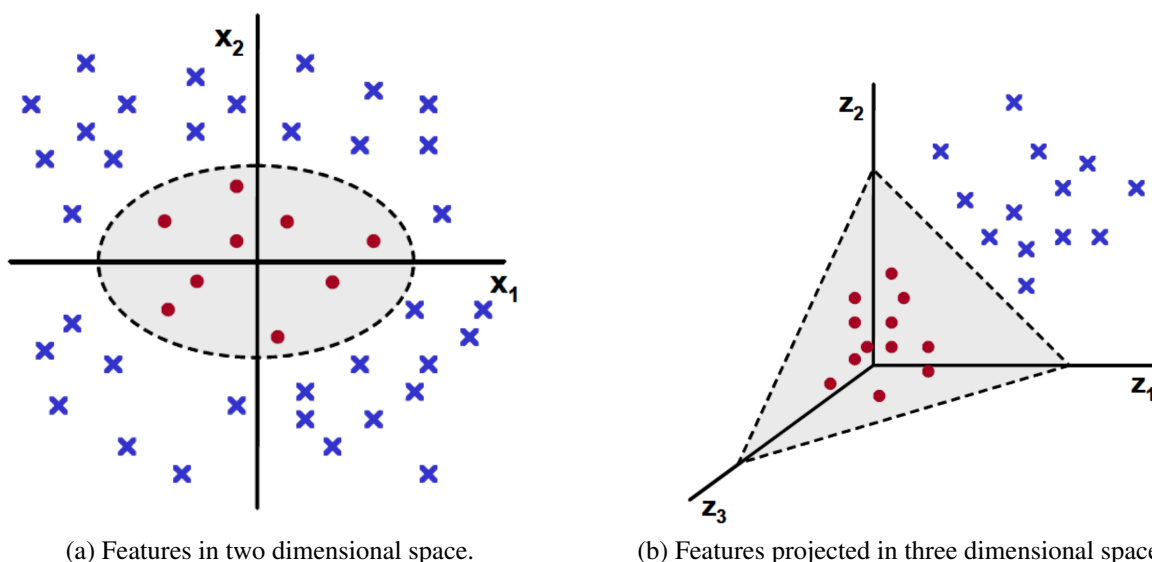 x2
x1
(a) Features in two dimensional space.
z2
z1
z3
(b) Features projected in three dimensional space